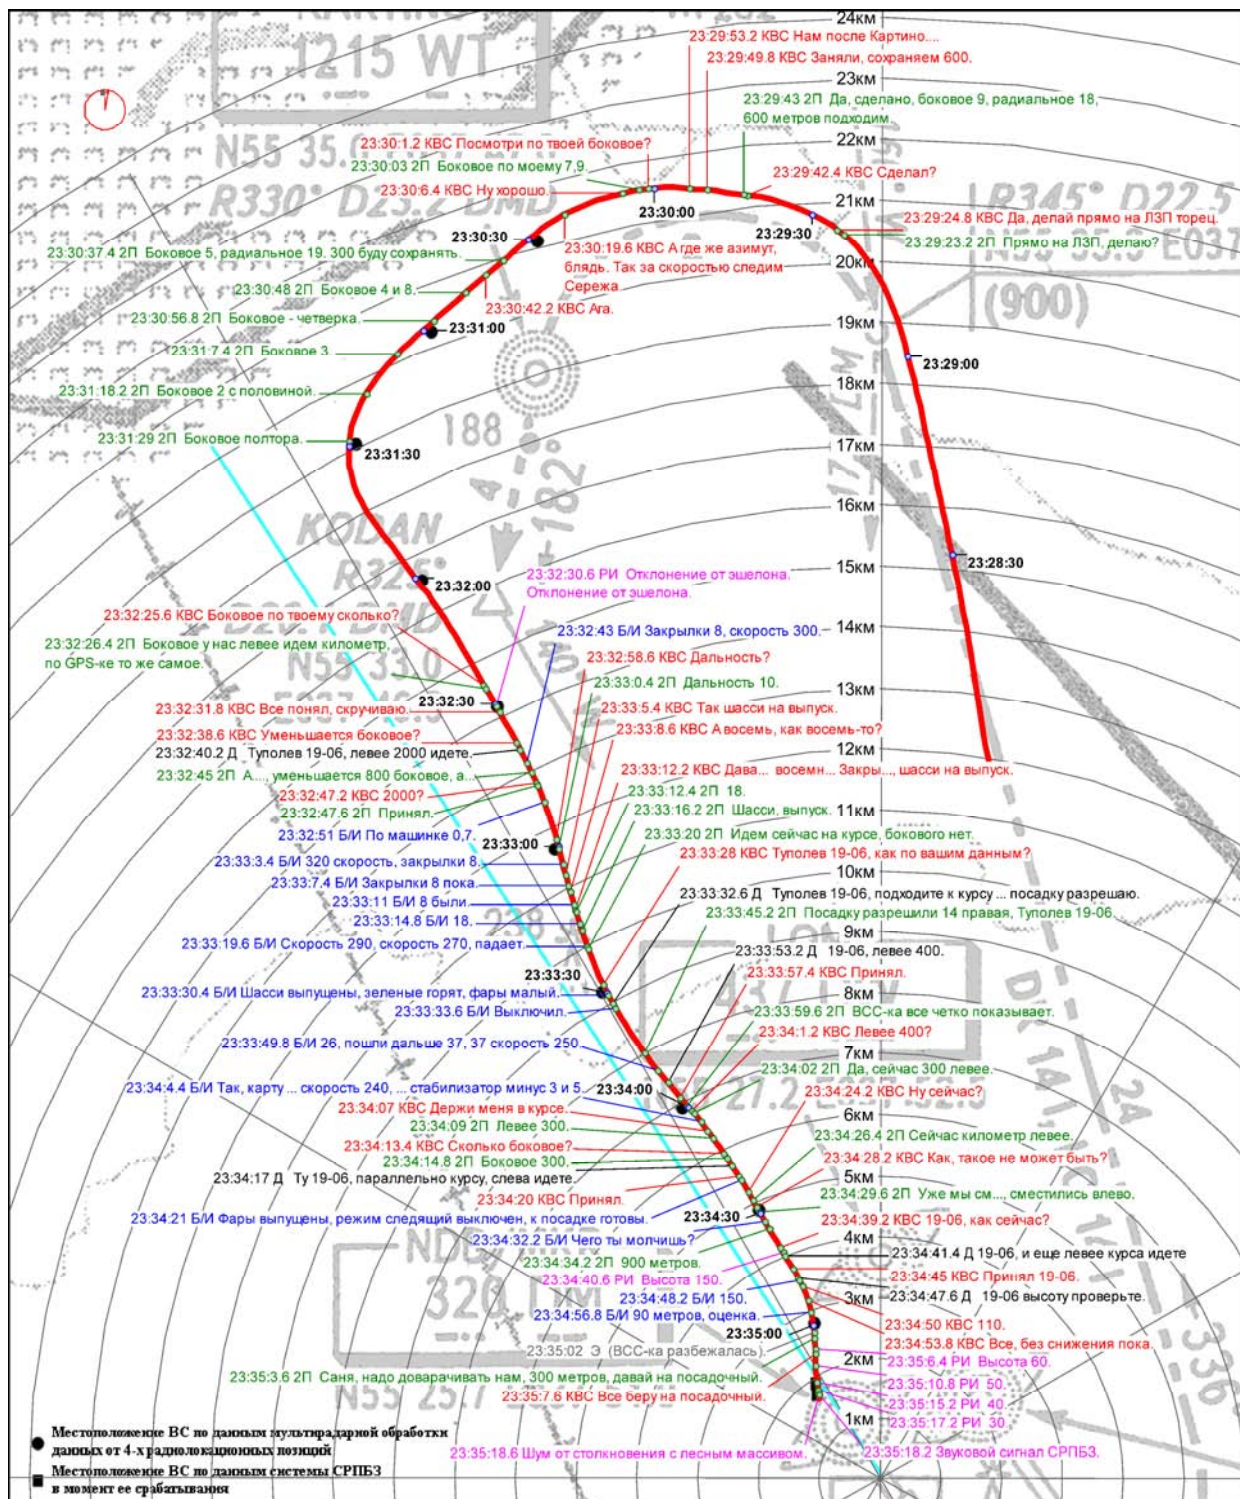 24км
KARTINO
1215 WT
23:29:53.2 КВС Нам после Картино....
23:29:49.8 КВС Заняли, сохраняем 600.
23км
23:29:43 2П Да, сделано, боковое 9, радиальное 18,
600 метров подходим.
22км
23:30:1.2 КВС Посмотри по твоей боковое?
23:30:03 2П Боковое по моему 7,9.
23:29:42.4 КВС Сделал?
R330° D23.2 DMD
23:30:6.4 КВС Ну хорошо.
R345° D22.5
21км
23:30:00
23:29:24.8 КВС Да, делай прямо на ЛЗП торец.
23:30:30
23:29:30
23:29:23.2 2П Прямо на ЛЗП, делаю?
23:30:37.4 2П Боковое 5, радиальное 19. 300 буду сохранять.
23:30:19.6 КВС А где же азимут,
блядь. Так за скоростью следим
Сережа.
20км
23:30:48 2П Боковое 4 и 8.
23:30:42.2 КВС Ага.
(900)
23:30:56.8 2П Боковое - четверка.
23:31:00
19км
23:31:7.4 2П Боковое 3.
23:29:00
18км
23:31:18.2 2П Боковое 2 с половиной.
188
23:31:29 2П Боковое полтора.
23:31:30
17км
182°
16км
KODAN
R325°
23:28:30
15км
23:32:00
23:32:30.6 РИ Отклонение от эшелона.
Отклонение от эшелона.
23:32:25.6 КВС Боковое по твоему сколько?
14км
23:32:43 Б/И Закрылки 8, скорость 300.
23:32:26.4 2П Боковое у нас левее идем километр,
по GPS-ке то же самое.
N55 33.0
23:32:58.6 КВС Дальность?
13км
23:33:0.4 2П Дальность 10.
23:32:30
23:32:31.8 КВС Все понял, скручиваю.
23:33:5.4 КВС Так шасси на выпуск.
23:33:8.6 КВС А восемь, как восемь-то?
23:32:38.6 КВС Уменьшается боковое?
12км
23:32:40.2 Д Туполев 19-06, левее 2000 идете.
23:33:12.2 КВС Дава... восемн... Закры..., шасси на выпуск.
23:32:45 2П А...., уменьшается 800 боковое, а...
23:33:12.4 2П 18.
23:32:47.2 КВС 2000?
23:33:16.2 2П Шасси, выпуск.
11км
23:32:47.6 2П Принял.
23:33:20 2П Идем сейчас на курсе, бокового нет.
23:32:51 Б/И По машинке 0,7.
23:33:00
23:33:28 КВС Туполев 19-06, как по вашим данным?
23:33:3.4 Б/И 320 скорость, закрылки 8.
10км
23:33:7.4 Б/И Закрылки 8 пока.
23:33:32.6 Д Туполев 19-06, подходите к курсу ... посадку разрешаю.
23:33:11 Б/И 8 были.
23:33:45.2 2П Посадку разрешили 14 правая, Туполев 19-06.
23:33:14.8 Б/И 18.
238
9км
23:33:19.6 Б/И Скорость 290, скорость 270, падает.
23:33:53.2 Д 19-06, левее 400.
23:33:30
23:33:57.4 КВС Принял.
23:33:30.4 Б/И Шасси выпущены, зеленые горят, фары малый.
8км
23:33:33.6 Б/И Выключил.
23:33:59.6 2П ВСС-ка все четко показывает.
23:34:1.2 КВС Левее 400?
23:33:49.8 Б/И 26, пошли дальше 37, 37 скорость 250.
7км
23:34:02 2П Да, сейчас 300 левее.
23:34:4.4 Б/И Так, карту ... скорость 240, ... стабилизатор минус 3 и 5.
23:34:00
23:34:24.2 КВС Ну сейчас?
23:34:07 КВС Держи меня в курсе.
6км
23:34:09 2П Левее 300.
23:34:26.4 2П Сейчас километр левее.
23:34:13.4 КВС Сколько боковое?
23:34:28.2 КВС Как, такое не может быть?
23:34:14.8 2П Боковое 300.
5км
23:34:17 Д Ту 19-06, параллельно курсу, слева идете.
23:34:29.6 2П Уже мы см..., сместились влево.
23:34:20 КВС Принял.
23:34:21 Б/И Фары выпущены, режим следящий выключен, к посадке готовы.
23:34:30
23:34:39.2 КВС 19-06, как сейчас?
23:34:32.2 Б/И Чего ты молчишь?
4км
23:34:34.2 2П 900 метров.
23:34:41.4 Д 19-06, и еще левее курса идете
23:34:40.6 РИ Высота 150.
23:34:45 КВС Принял 19-06.
320
23:34:48.2 Б/И 150.
23:34:47.6 Д 19-06 высоту проверьте.
3км
23:34:56.8 Б/И 90 метров, оценка.
23:34:50 КВС 110.
23:35:00
23:34:53.8 КВС Все, без снижения пока.
23:35:02 Э (ВСС-ка разбежалась).
2км
23:35:6.4 РИ Высота 60.
23:35:3.6 2П Саня, надо доварачивать нам, 300 метров, давай на посадочный.
23:35:10.8 РИ 50.
23:35:7.6 КВС Все беру на посадочный.
23:35:15.2 РИ 40.
1км
23:35:17.2 РИ 30
23:35:18.6 Шум от столкновения с лесным массивом.
23:35:18.2 Звуковой сигнал СРПБЗ.
Местоположение ВС по данным мультирадарной обработки
данных от 4-х радиолокационных позиций
Местоположение ВС по данным системы СРПБЗ
в момент ее срабатывания